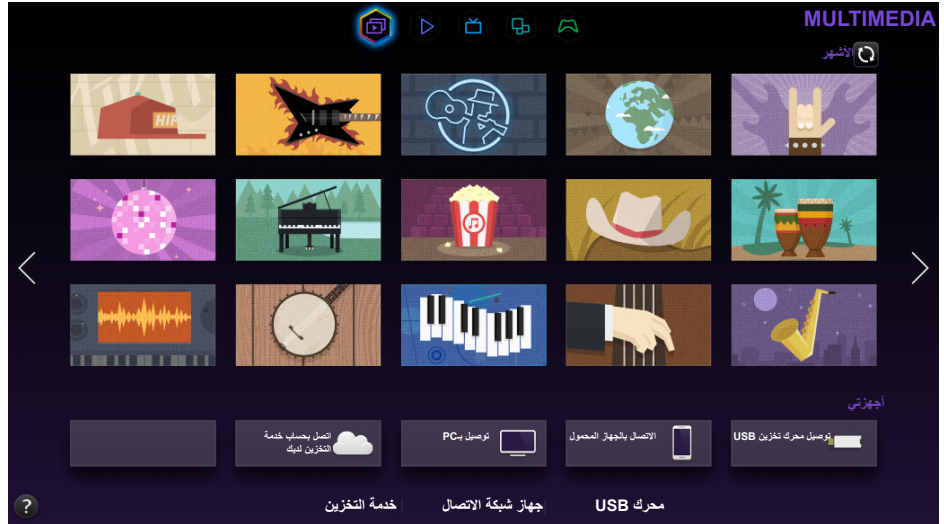 MULTIMEDIA
الأشهر
HIP
أجهزتي
توصيل محرك تخزين USB
الاتصال بالجهاز المحمول
توصيل بـPC
اتصل بحساب خدمة
التخزين لديك
محرك USB
جهاز شبكة الاتصال
خدمة التخزين
?